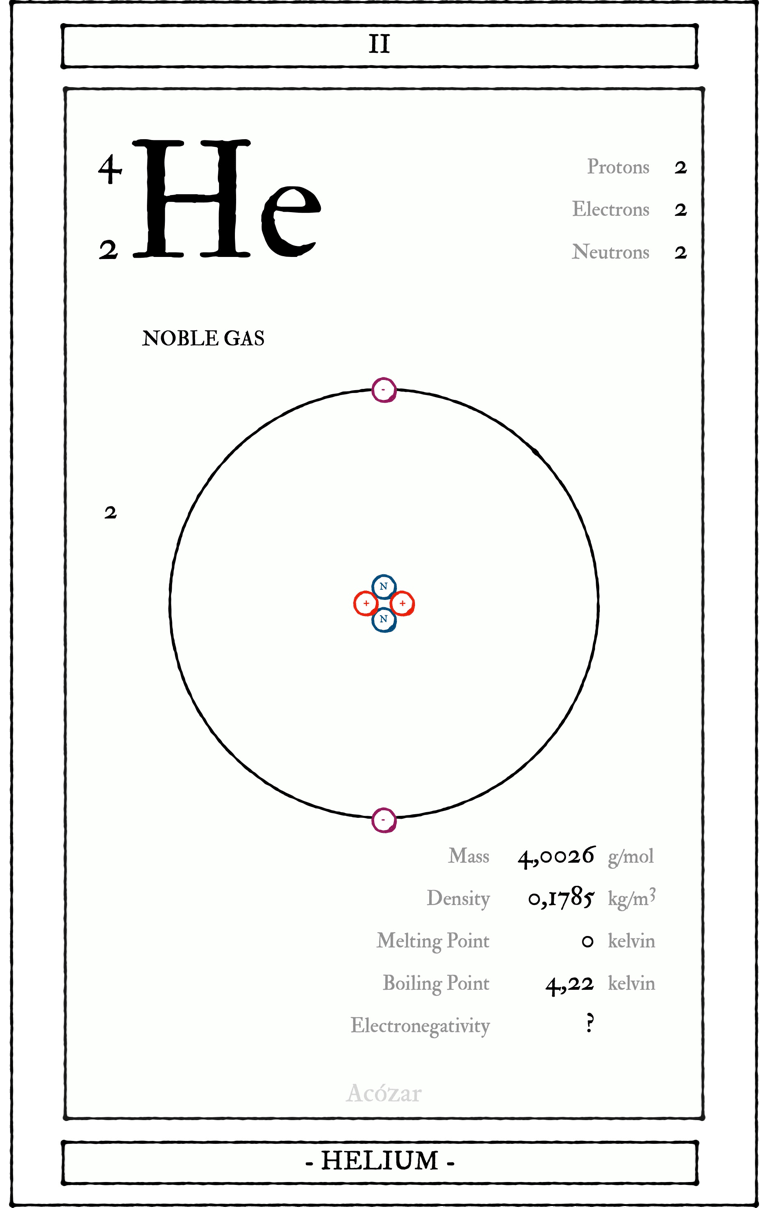 II
4
He
2
Protons 2
Electrons 2
Neutrons 2
NOBLE GAS
-
2
N
+ +
N
-
Mass 4,0026 g/mol
Density 0,1785 kg/m³
Melting Point 0 kelvin
Boiling Point 4,22 kelvin
Electronegativity ?
Acózar
- HELIUM -